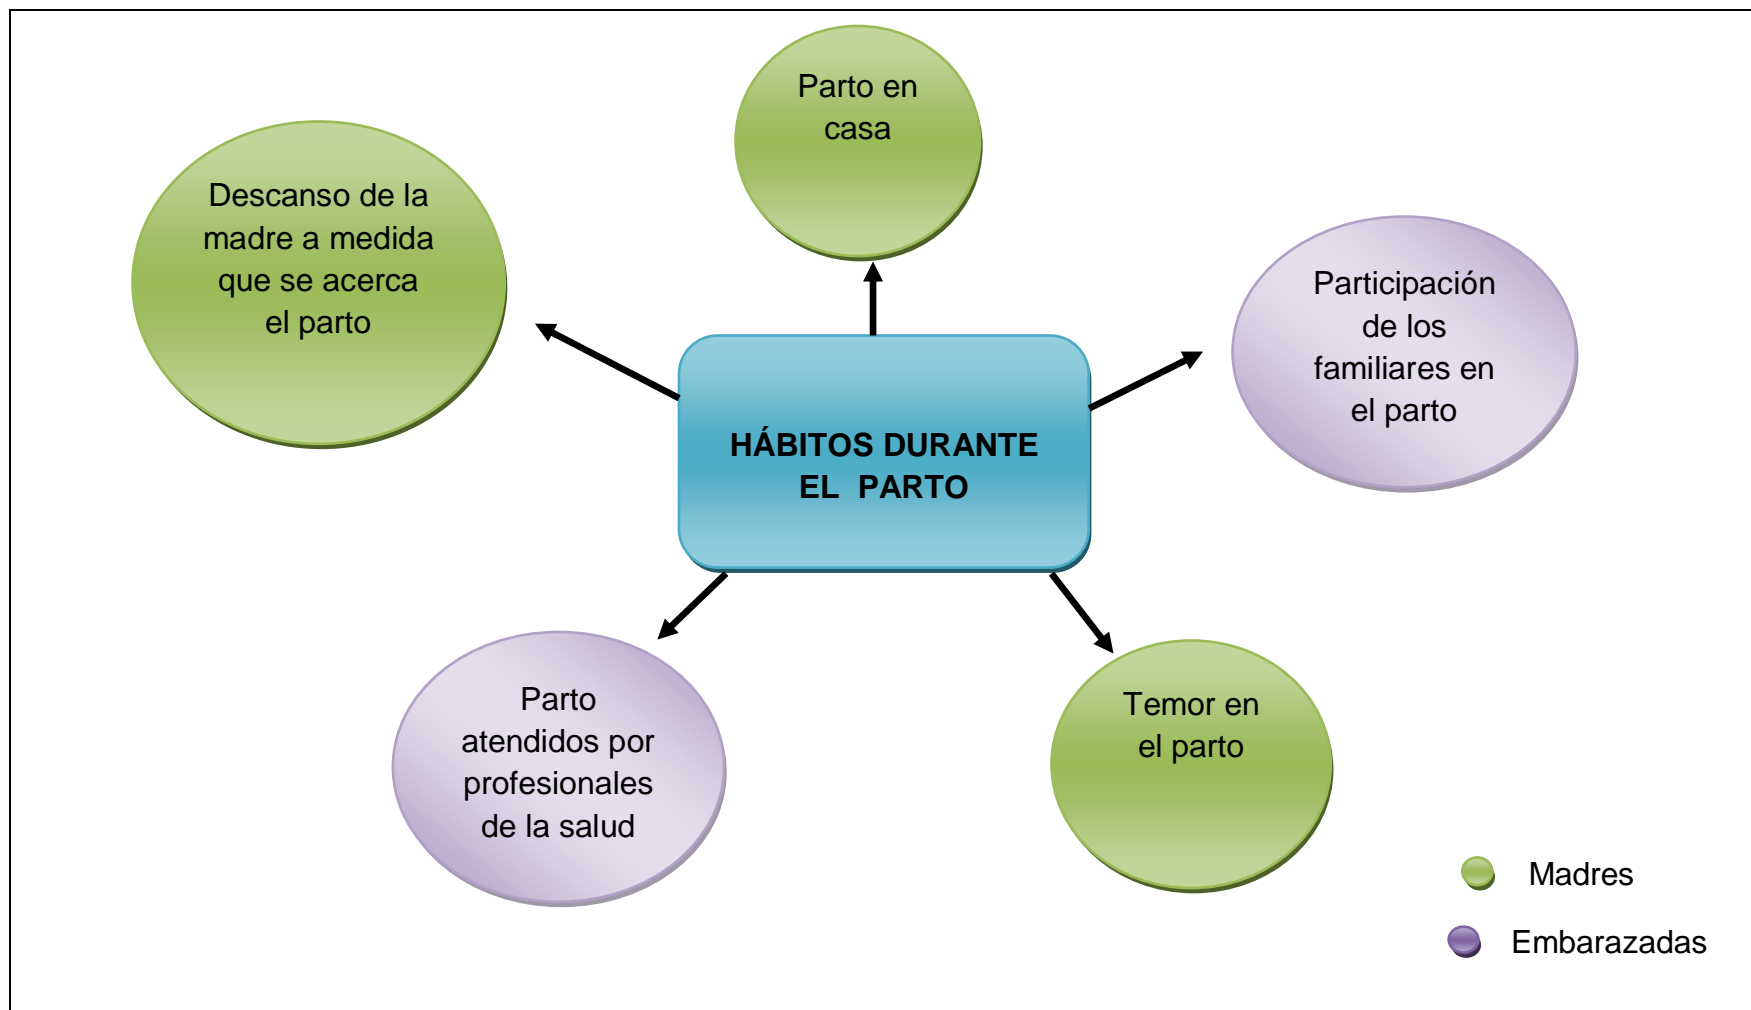 Parto en
casa
Descanso de la
madre a medida
que se acerca
el parto
Participación
de los
familiares en
el parto
HÁBITOS DURANTE
EL  PARTO
Parto
atendidos por
profesionales
de la salud
Temor en
el parto
Madres
Embarazadas